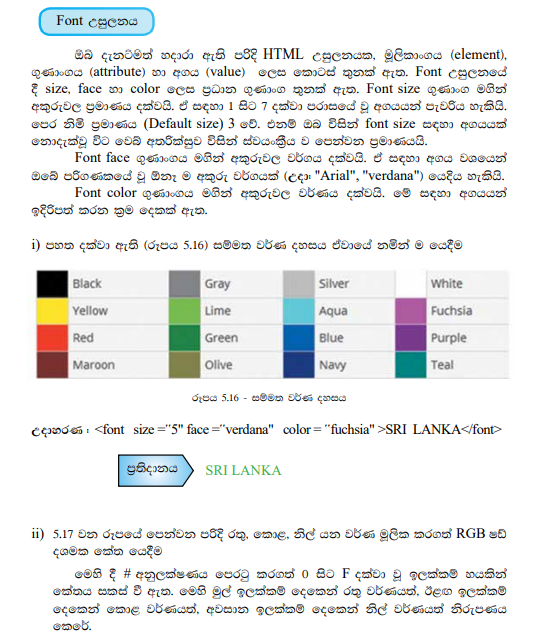 Font උසුලනය
ඔබ දැනටමත් හදාරා ඇති පරිදි HTML උසුලනයක, මූලිකාංගය (element),
ගුණාංගය (attribute) හා අගය (value) ලෙස කොටස් තුනක් ඇත. Font උසුලනයේ
දී size, face හා color ලෙස ප්‍රධාන ගුණාංග තුනක් ඇත. Font size ගුණාංග මගින්
අකුරුවල ප්‍රමාණය දක්වයි. ඒ සඳහා 1 සිට 7 දක්වා පරාසයේ වූ අගයයන් පැවරිය හැකියි.
පෙර නිමි ප්‍රමාණය (Default size) 3 වේ. එනම් ඔබ විසින් font size සඳහා අගයයක්
නොදැක්වූ විට වෙබ් අතරික්සුව විසින් ස්වයංක්‍රීය ව පෙන්වන ප්‍රමාණයයි.
Font face ගුණාංගය මගින් අකුරුවල වර්ගය දක්වයි. ඒ සඳහා අගය වශයෙන්
ඔබේ පරිගණකයේ වූ ඕනෑ ම අකුරු වර්ගයක් (උදා: "Arial", "verdana") යෙදිය හැකියි.
Font color ගුණාංගය මගින් අකුරුවල වර්ණය දක්වයි. මේ සඳහා අගයයන්
ඉදිරිපත් කරන ක්‍රම දෙකක් ඇත.
i) පහත දක්වා ඇති (රූපය 5.16) සම්මත වර්ණ දහසය ඒවායේ නමින් ම යෙදීම
Black Gray Silver White
Yellow Lime Aqua Fuchsia
Red Green Blue Purple
Maroon Olive Navy Teal
රූපය 5.16 - සම්මත වර්ණ දහසය
උදාහරණ : <font size ="5" face ="verdana" color = "fuchsia" >SRI LANKA</font>
ප්‍රතිදානය SRI LANKA
ii) 5.17 වන රූපයේ පෙන්වන පරිදි රතු, කොළ, නිල් යන වර්ණ මූලික කරගත් RGB ෂඩ්
දශමක කේත යෙදීම
මෙහි දී # අනුලක්ෂණය පෙරටු කරගත් 0 සිට F දක්වා වූ ඉලක්කම් හයකින්
කේතය සකස් වී ඇත. මෙහි මුල් ඉලක්කම් දෙකෙන් රතු වර්ණයත්, ඊළඟ ඉලක්කම්
දෙකෙන් කොළ වර්ණයත්, අවසාන ඉලක්කම් දෙකෙන් නිල් වර්ණයත් නිරූපණය
කෙරේ.